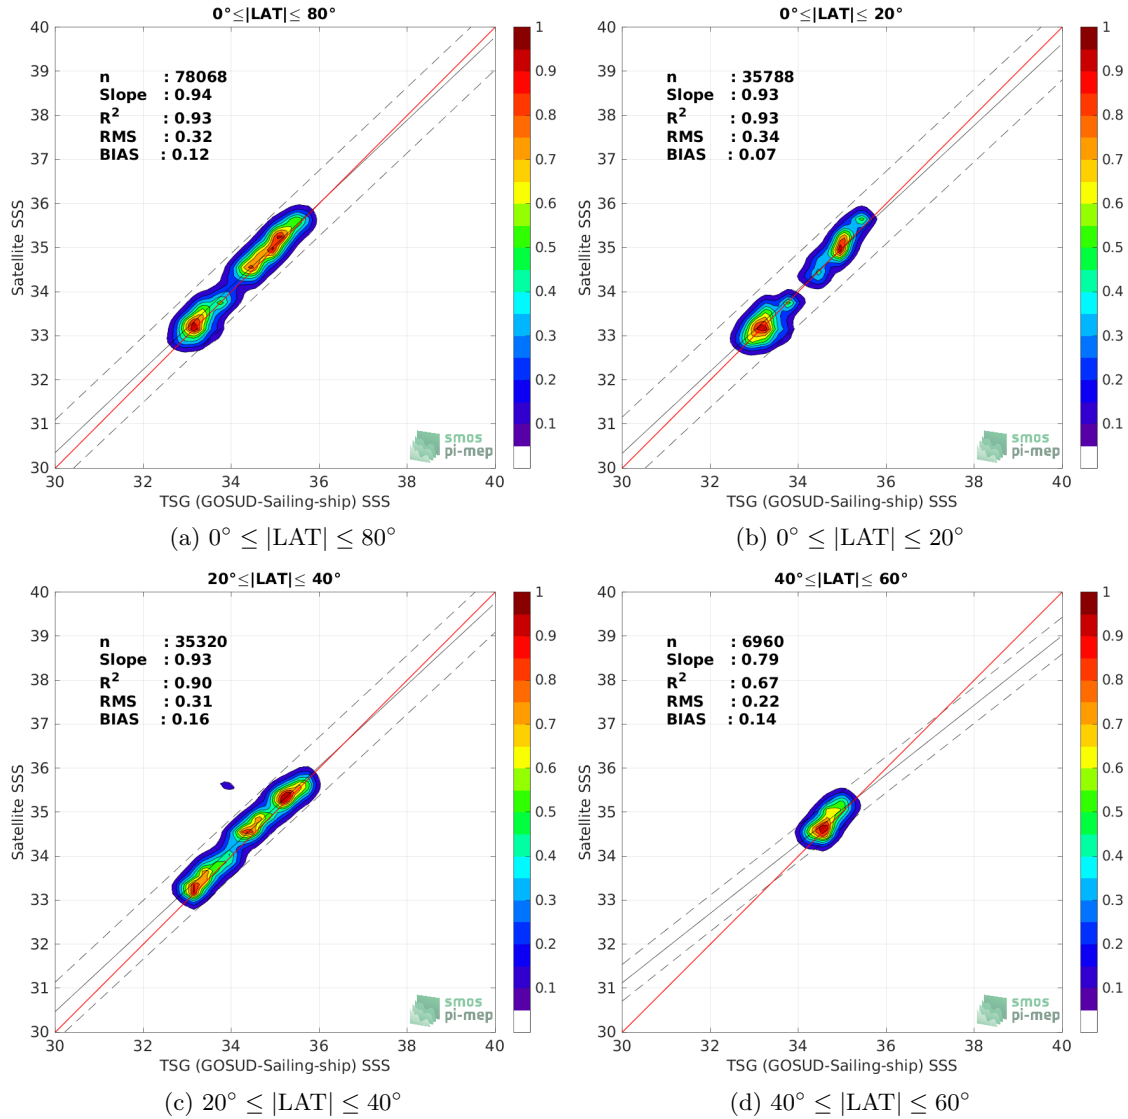 0°≤|LAT|≤ 80°
n : 78068
Slope : 0.94
R² : 0.93
RMS : 0.32
BIAS : 0.12
40
39
38
37
36
35
34
33
32
31
30
30 32 34 36 38 40
Satellite SSS
TSG (GOSUD-Sailing-ship) SSS
smos
pi-mep
1
0.9
0.8
0.7
0.6
0.5
0.4
0.3
0.2
0.1
(a) 0° ≤ |LAT| ≤ 80°
0°≤|LAT|≤ 20°
n : 35788
Slope : 0.93
R² : 0.93
RMS : 0.34
BIAS : 0.07
40
39
38
37
36
35
34
33
32
31
30
30 32 34 36 38 40
Satellite SSS
TSG (GOSUD-Sailing-ship) SSS
smos
pi-mep
1
0.9
0.8
0.7
0.6
0.5
0.4
0.3
0.2
0.1
(b) 0° ≤ |LAT| ≤ 20°
20°≤|LAT|≤ 40°
n : 35320
Slope : 0.93
R² : 0.90
RMS : 0.31
BIAS : 0.16
40
39
38
37
36
35
34
33
32
31
30
30 32 34 36 38 40
Satellite SSS
TSG (GOSUD-Sailing-ship) SSS
smos
pi-mep
1
0.9
0.8
0.7
0.6
0.5
0.4
0.3
0.2
0.1
(c) 20° ≤ |LAT| ≤ 40°
40°≤|LAT|≤ 60°
n : 6960
Slope : 0.79
R² : 0.67
RMS : 0.22
BIAS : 0.14
40
39
38
37
36
35
34
33
32
31
30
30 32 34 36 38 40
Satellite SSS
TSG (GOSUD-Sailing-ship) SSS
smos
pi-mep
1
0.9
0.8
0.7
0.6
0.5
0.4
0.3
0.2
0.1
(d) 40° ≤ |LAT| ≤ 60°